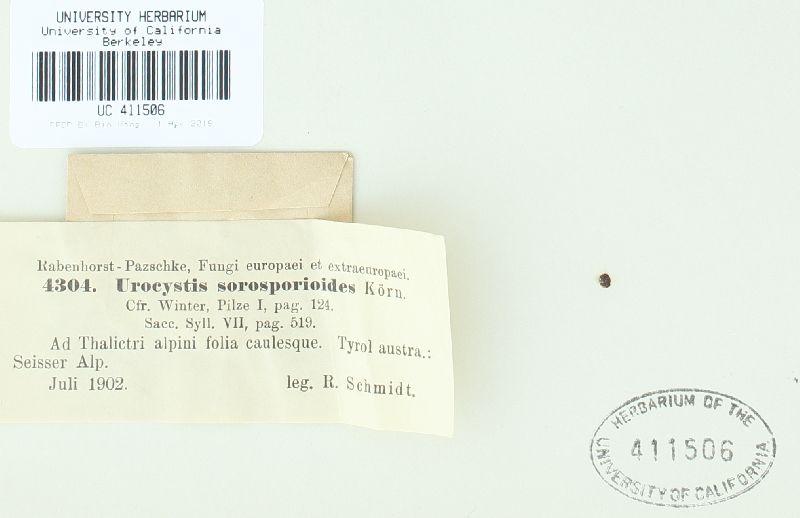 UNIVERSITY HERBARIUM
University of California
Berkeley
UC 411506
Rabenhorst-Pazschke, Fungi europaei et extraeuropaei.
4304. Urocystis sorosporioides Körn.
Cfr. Winter, Pilze I, pag. 124.
Sacc. Syll. VII, pag. 519.
Ad Thalictri alpini folia caulesque. Tyrol austra.:
Seisser Alp.
Juli 1902. leg. R. Schmidt.
HERBARIUM OF THE
411506
UNIVERSITY OF CALIFORNIA